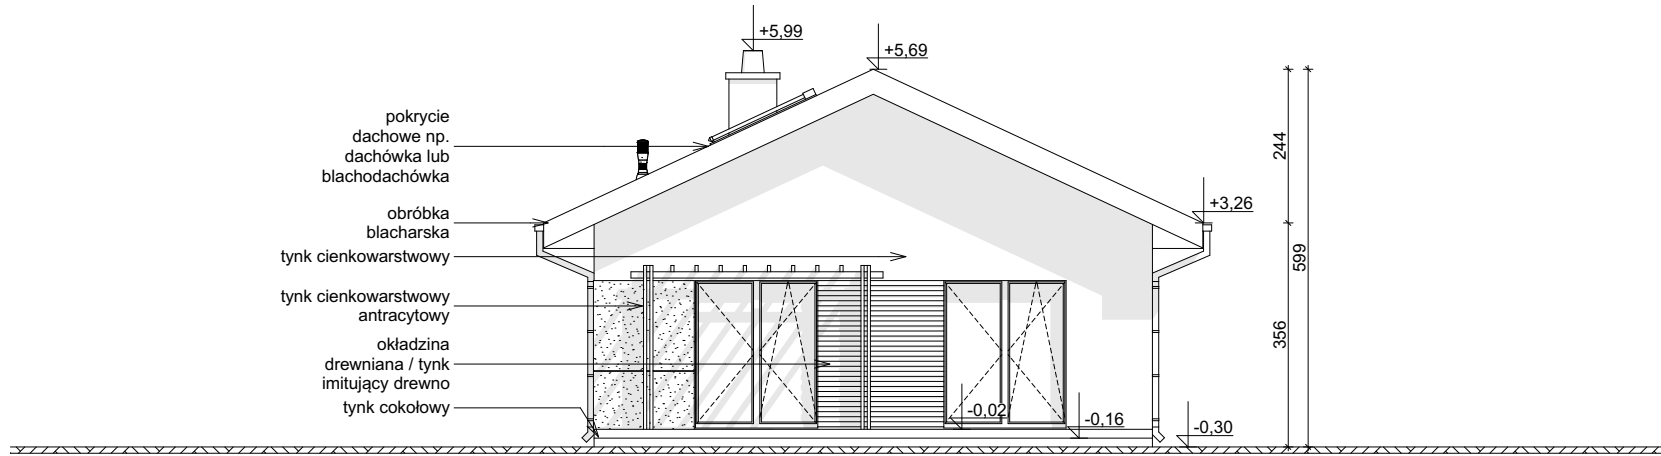 +5,99
+5,69
pokrycie
dachowe np.
dachówka lub
blachodachówka
obróbka
blacharska
tynk cienkowarstwowy
tynk cienkowarstwowy
antracytowy
okładzina
drewniana / tynk
imitujący drewno
tynk cokołowy
+3,26
-0,02
-0,16
-0,30
244
356
599